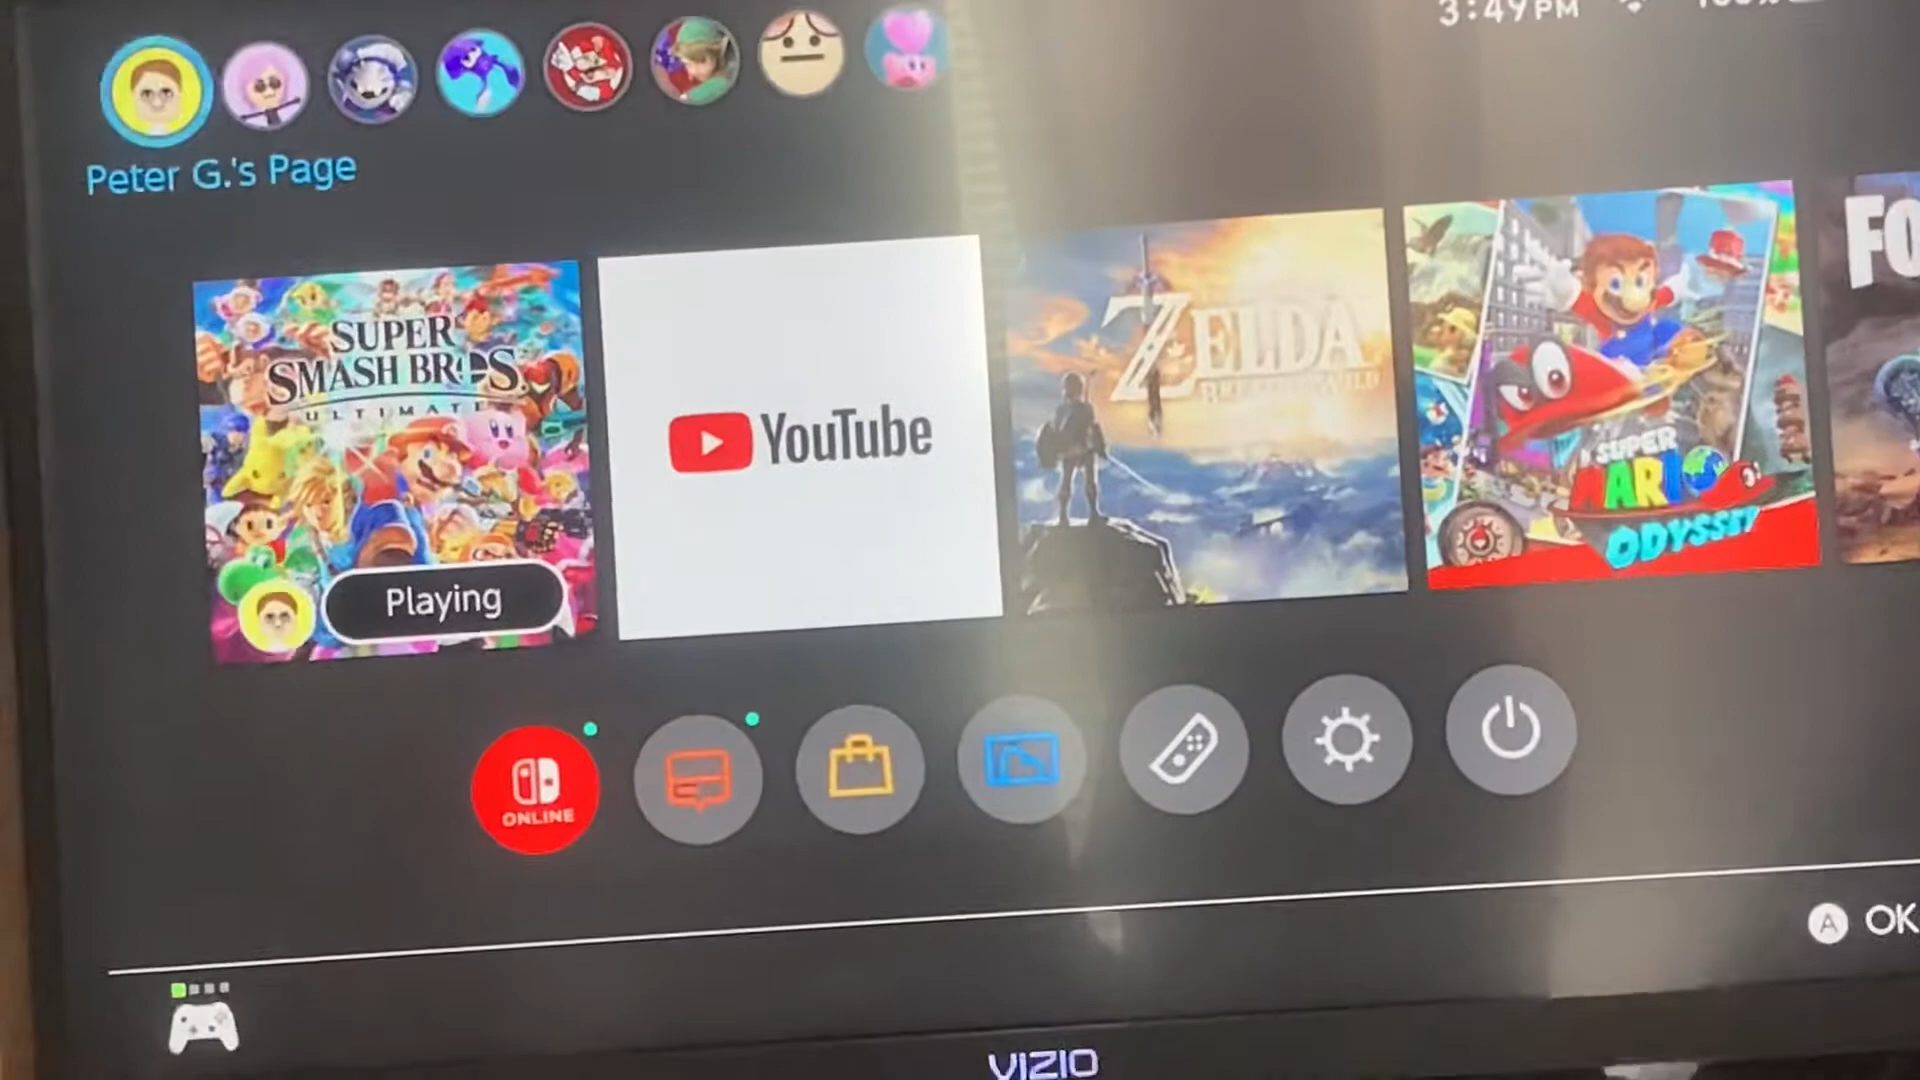 3:49 PM
Peter G.'s Page
SUPER
SMASH BROS.
ULTIMATE
Playing
YouTube
ZELDA
SUPER
MARIO
ODYSSEY
FO
ONLINE
A OK
VIZIO